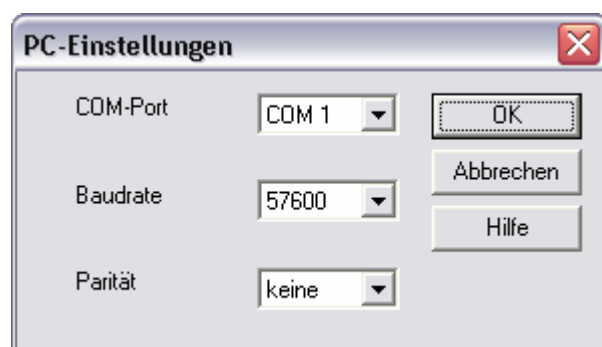 PC-Einstellungen
COM-Port
COM 1
OK
Abbrechen
Baudrate
57600
Hilfe
Parität
keine